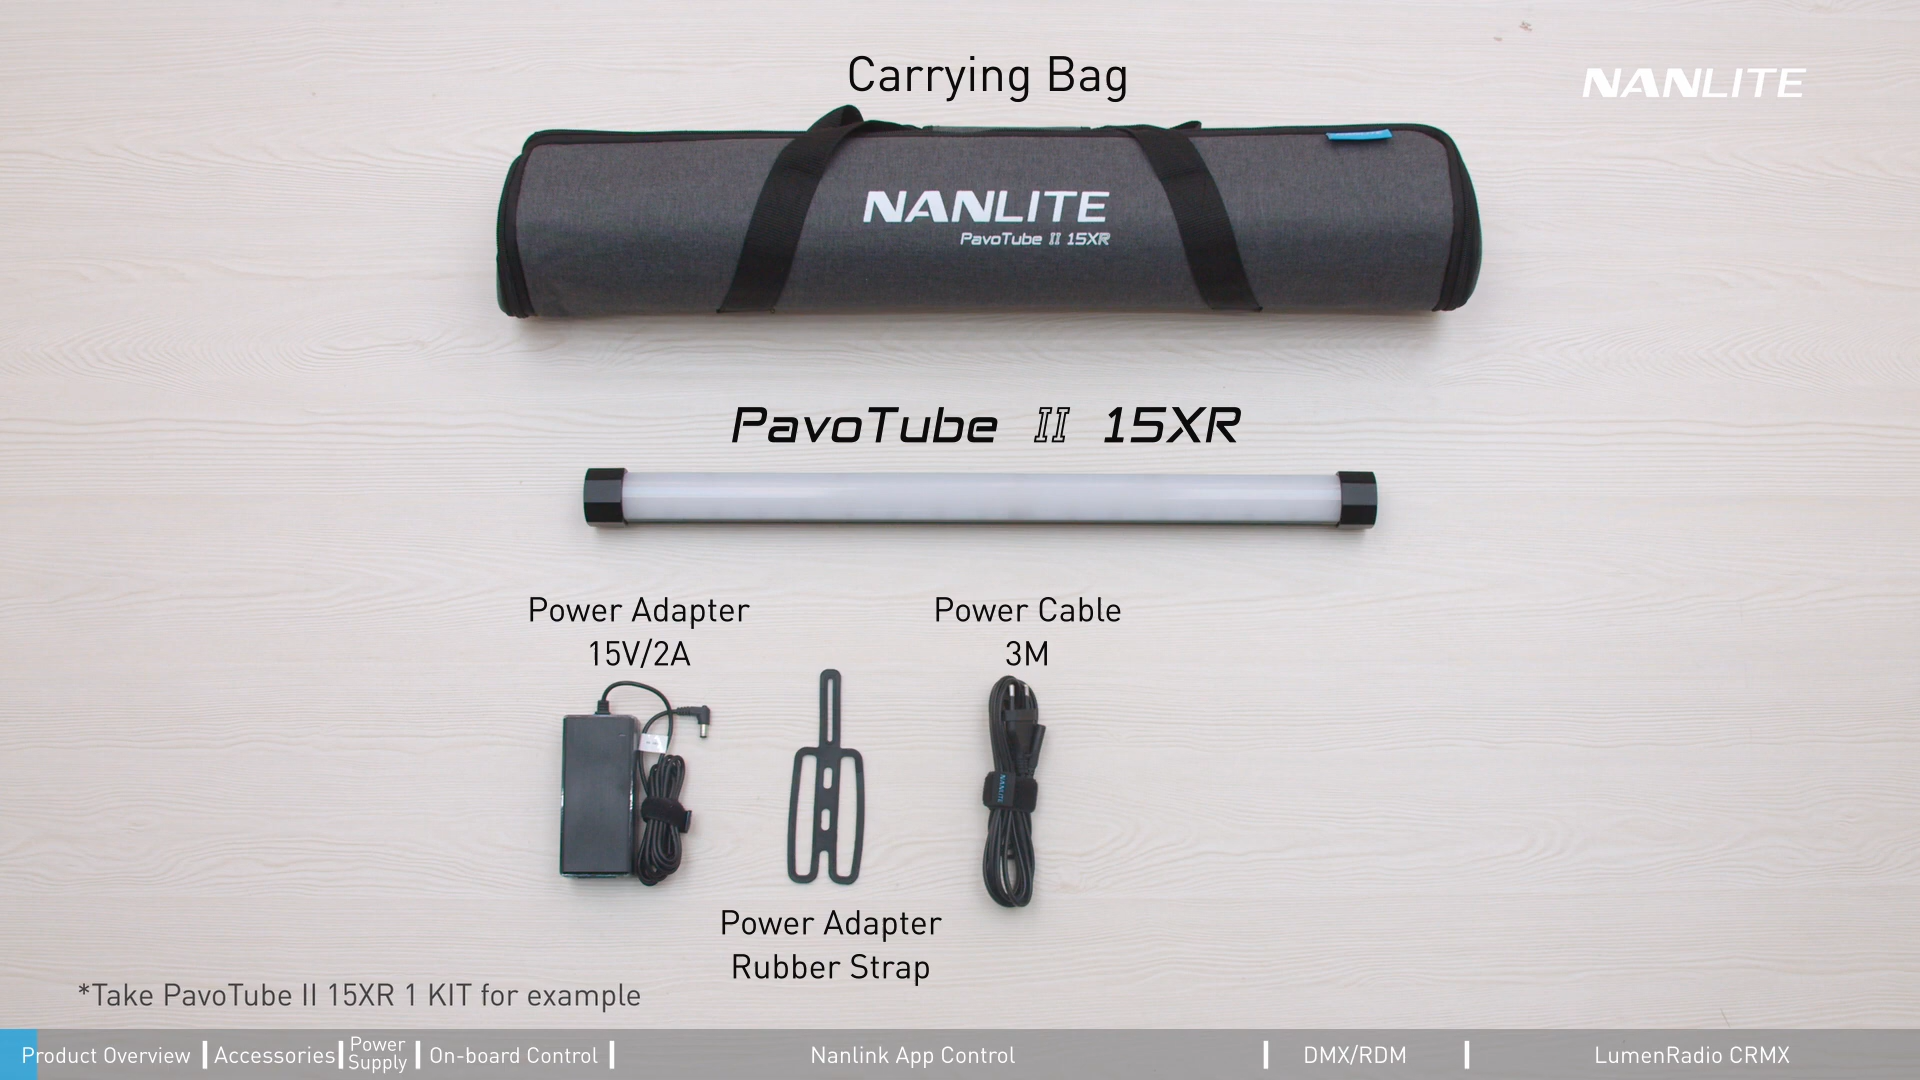 Carrying Bag
NANLITE
NANLITE
PavoTube II 15XR
PavoTube II 15XR
Power Adapter
15V/2A
Power Cable
3M
NANLITE
Power Adapter
Rubber Strap
*Take PavoTube II 15XR 1 KIT for example
Product Overview
Accessories
Power
Supply
On-board Control
Nanlink App Control
DMX/RDM
LumenRadio CRMX